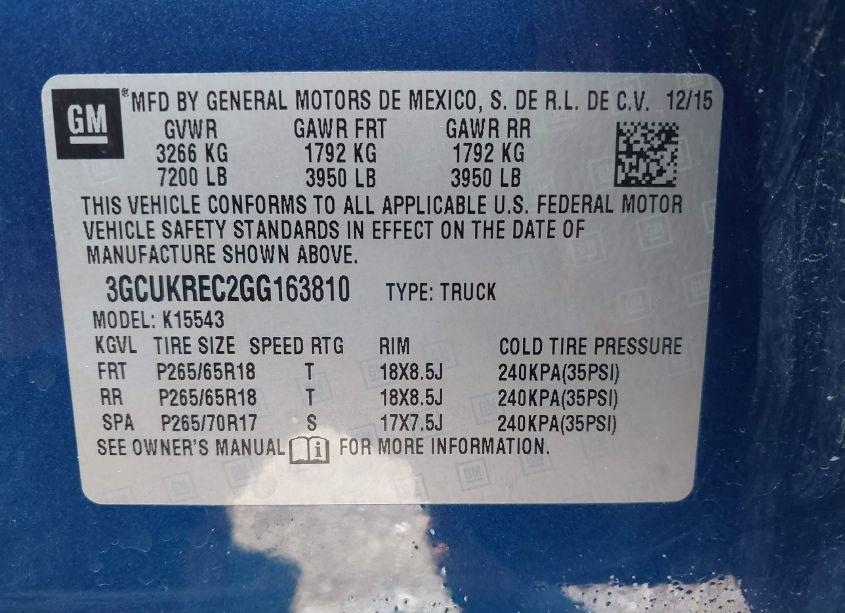 GM
®MFD BY GENERAL MOTORS DE MEXICO, S. DE R.L. DE C.V. 12/15
GVWR GAWR FRT GAWR RR
3266 KG 1792 KG 1792 KG
7200 LB 3950 LB 3950 LB
THIS VEHICLE CONFORMS TO ALL APPLICABLE U.S. FEDERAL MOTOR
VEHICLE SAFETY STANDARDS IN EFFECT ON THE DATE OF
MANUFACTURE SHOWN ABOVE.
3GCUKREC2GG163810 TYPE: TRUCK
MODEL: K15543
KGVL TIRE SIZE SPEED RTG RIM COLD TIRE PRESSURE
FRT P265/65R18 T 18X8.5J 240KPA(35PSI)
RR P265/65R18 T 18X8.5J 240KPA(35PSI)
SPA P265/70R17 S 17X7.5J 240KPA(35PSI)
SEE OWNER'S MANUAL i FOR MORE INFORMATION.